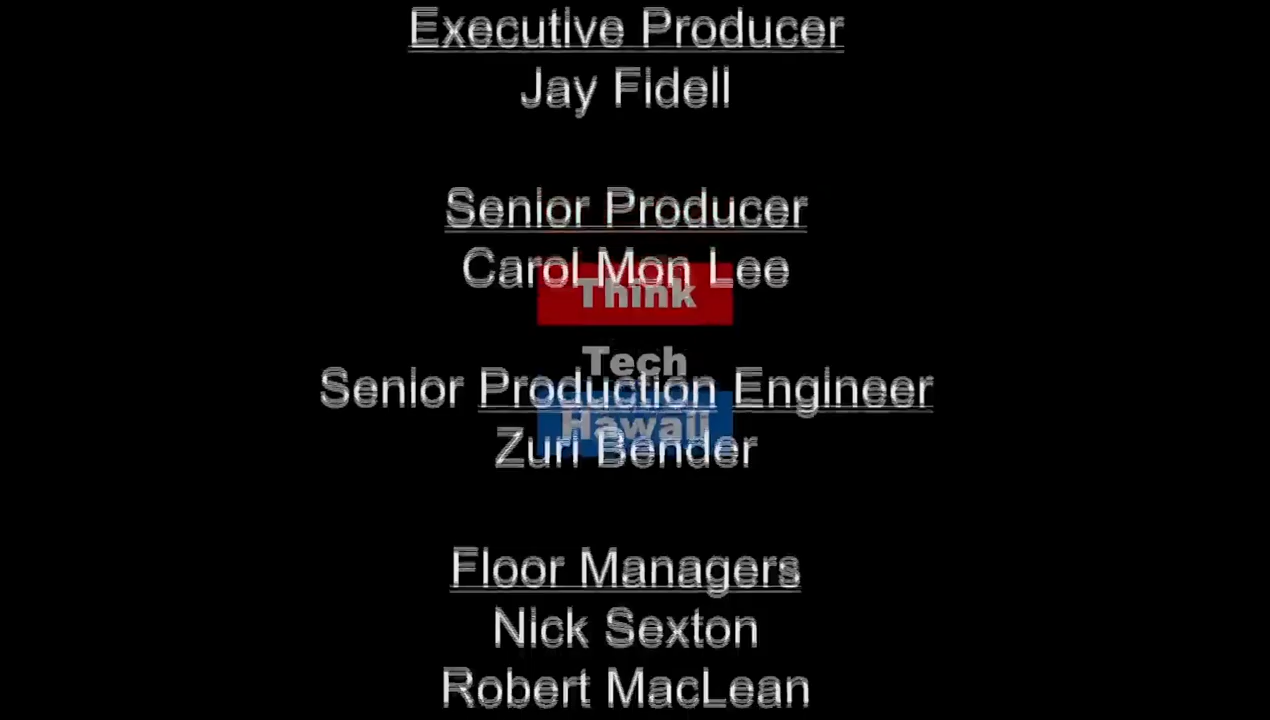 Executive Producer
Jay Fidell
Senior Producer
Carol Mon Lee
Think
Tech
Senior Production Engineer
Hawaii
Zuri Bender
Floor Managers
Nick Sexton
Robert MacLean